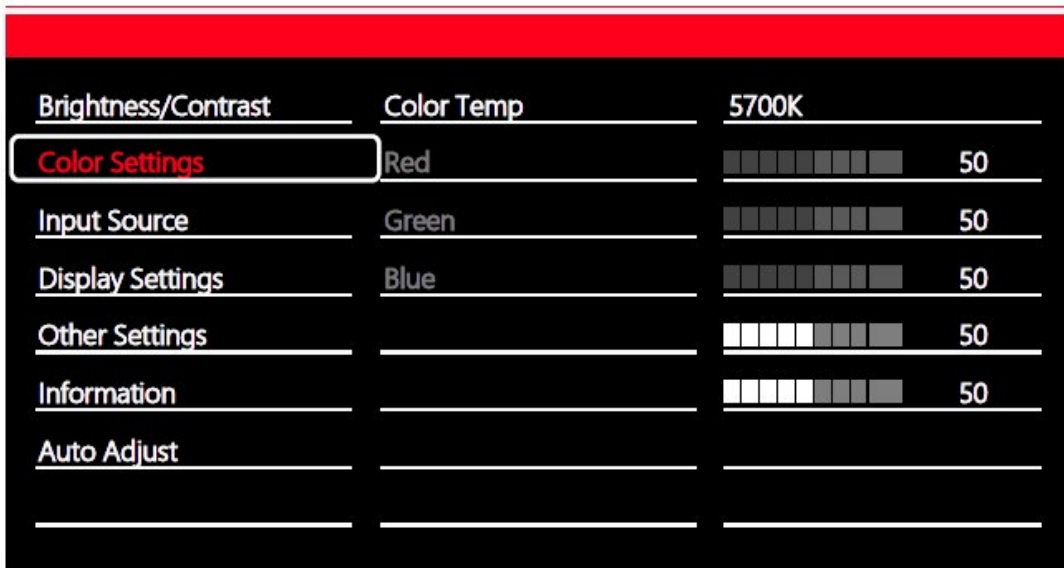 Brightness/Contrast Color Temp 5700K
Color Settings Red 50
Input Source Green 50
Display Settings Blue 50
Other Settings 50
Information 50
Auto Adjust